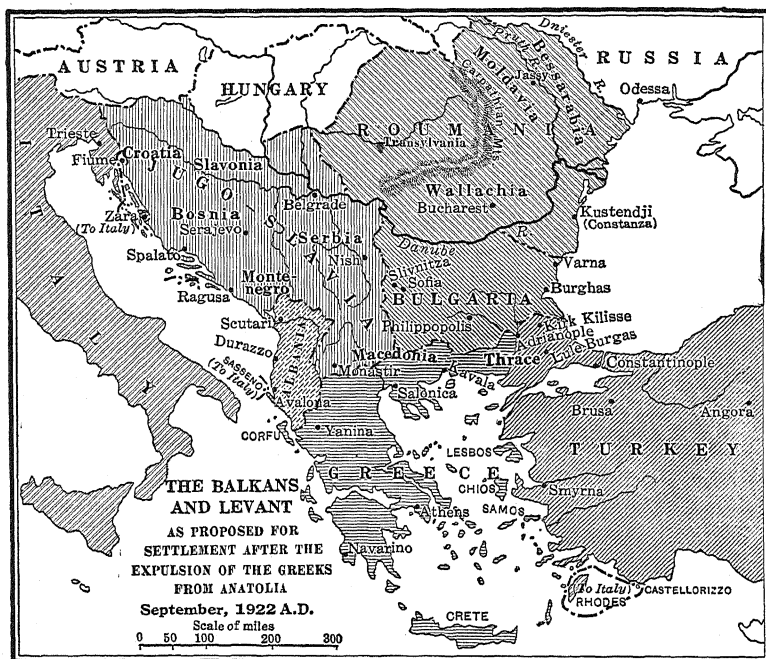 AUSTRIA
HUNGARY
RUSSIA
Dniester R.
Pruth R.
Bessarabia
Moldavia
Jassy
Odessa
Carpathian Mts
ROUMANIA
Transylvania
Trieste
Fiume
Croatia
Slavonia
JUGO SLAVIA
ITALY
Wallachia
Bucharest
Belgrade
Bosnia
Serajevo
Zara
(To Italy)
Kustendji
(Constanza)
Serbia
Nish
Danube R.
Spalato
Slivnitza
Sofia
Varna
Ragusa
Monte-
negro
BULGARIA
Burghas
Scutari
Philippopolis
Kirk Kilisse
Adrianople
Lule Burgas
Durazzo
ALBANIA
Macedonia
Thrace
Constantinople
SASSENO
(To Italy)
Monastir
Kavala
Avalona
Salonica
Brusa
Angora
CORFU
Yanina
LESBOS
TURKEY
GREECE
CHIOS
Smyrna
SAMOS
Athens
Navarino
(To Italy)
RHODES
CASTELLORIZZO
CRETE
THE BALKANS
AND LEVANT
AS PROPOSED FOR
SETTLEMENT AFTER THE
EXPULSION OF THE GREEKS
FROM ANATOLIA
September, 1922 A.D.
Scale of miles
0 50 100 200 300